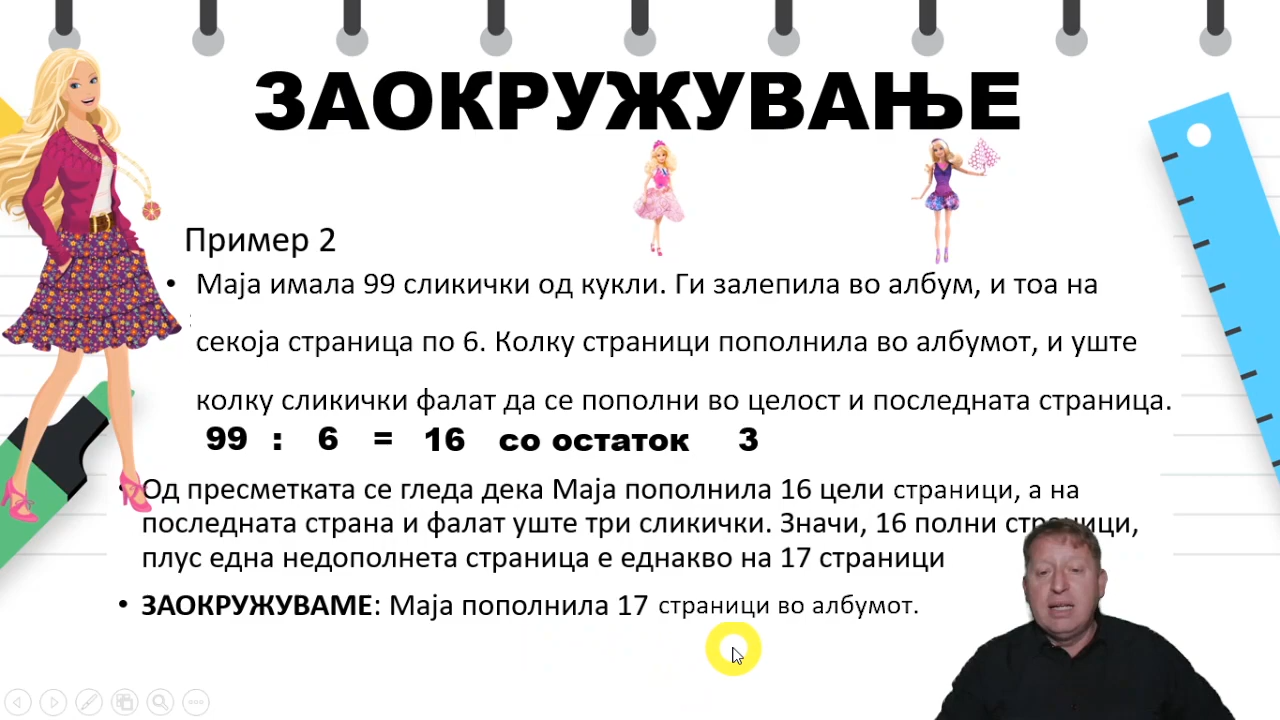 ЗАОКРУЖУВАЊЕ
Пример 2
• Маја имала 99 сликички од кукли. Ги залепила во албум, и тоа на
секоја страница по 6. Колку страници пополнила во албумот, и уште
колку сликички фалат да се пополни во целост и последната страница.
99 : 6 = 16 со остаток 3
• Од пресметката се гледа дека Маја пополнила 16 цели страници, а на
последната страна и фалат уште три сликички. Значи, 16 полни страници,
плус една недополнета страница е еднакво на 17 страници
• ЗАОКРУЖУВАМЕ: Маја пополнила 17 страници во албумот.